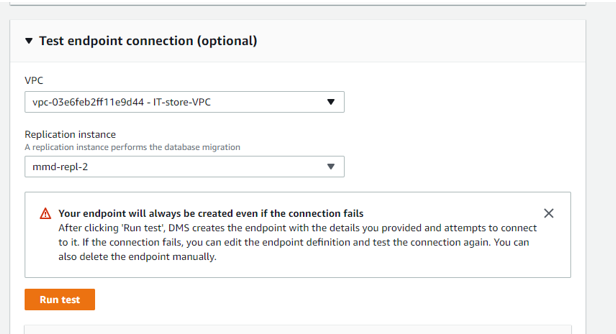 Test endpoint connection (optional)
VPC
vpc-03e6feb2ff11e9d44 - IT-store-VPC
Replication instance
A replication instance performs the database migration
mmd-repl-2
Your endpoint will always be created even if the connection fails
After clicking 'Run test', DMS creates the endpoint with the details you provided and attempts to connect
to it. If the connection fails, you can edit the endpoint definition and test the connection again. You can
also delete the endpoint manually.
Run test